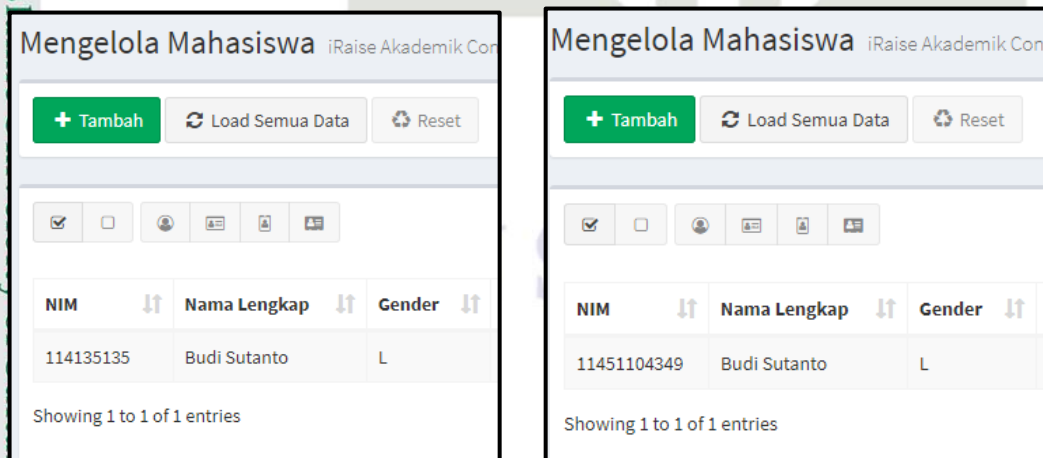 Mengelola Mahasiswa iRaise Akademik Con
+ Tambah Load Semua Data Reset
NIM Nama Lengkap Gender
114135135 Budi Sutanto L
Showing 1 to 1 of 1 entries
Mengelola Mahasiswa iRaise Akademik Con
+ Tambah Load Semua Data Reset
NIM Nama Lengkap Gender
11451104349 Budi Sutanto L
Showing 1 to 1 of 1 entries